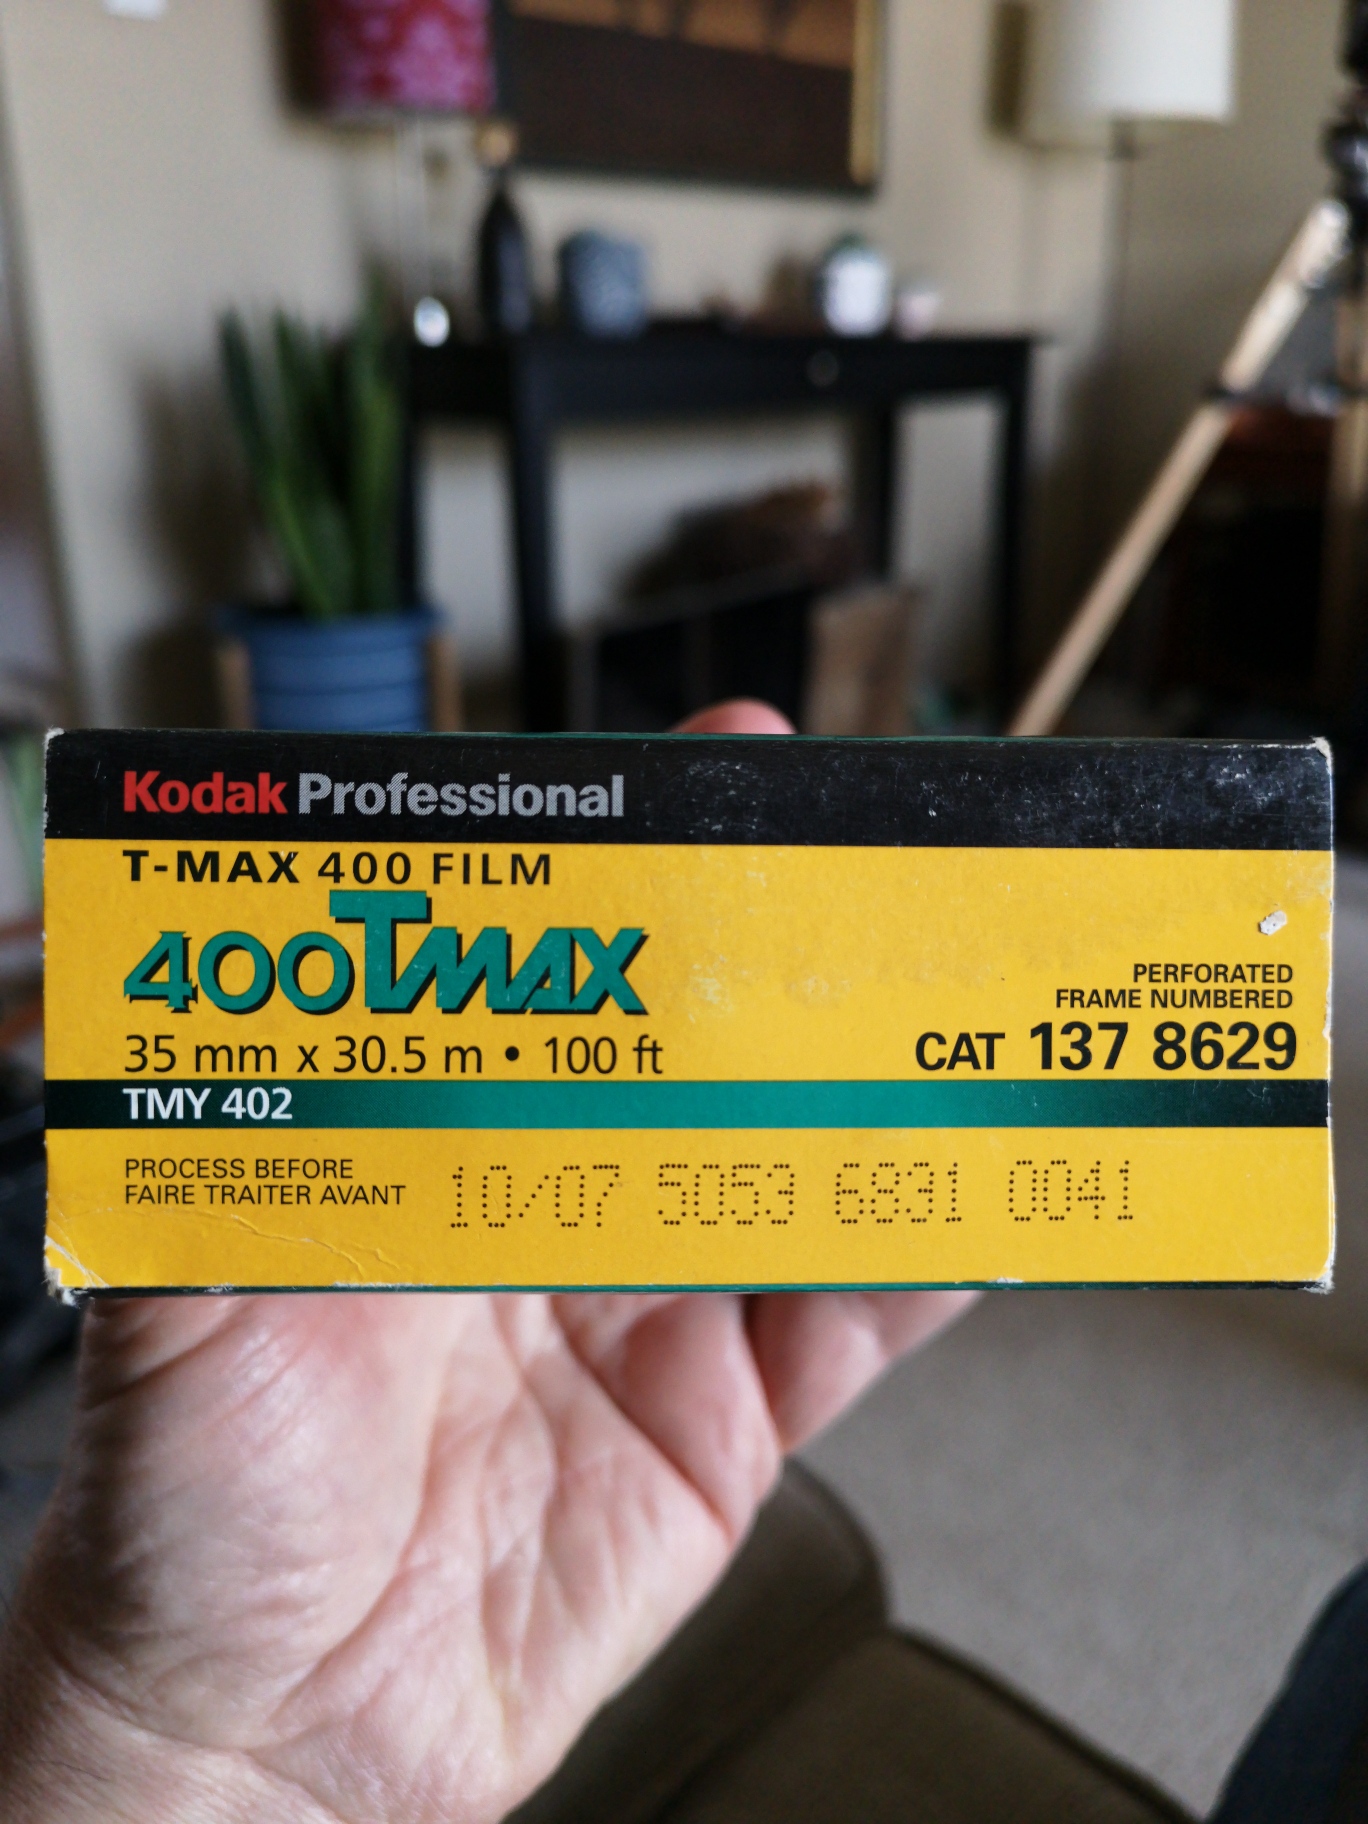 Kodak Professional
T-MAX 400 FILM
400TMAX
35 mm x 30.5 m • 100 ft
PERFORATED
FRAME NUMBERED
CAT 137 8629
TMY 402
PROCESS BEFORE
FAIRE TRAITER AVANT
10/07 5053 6831 0041